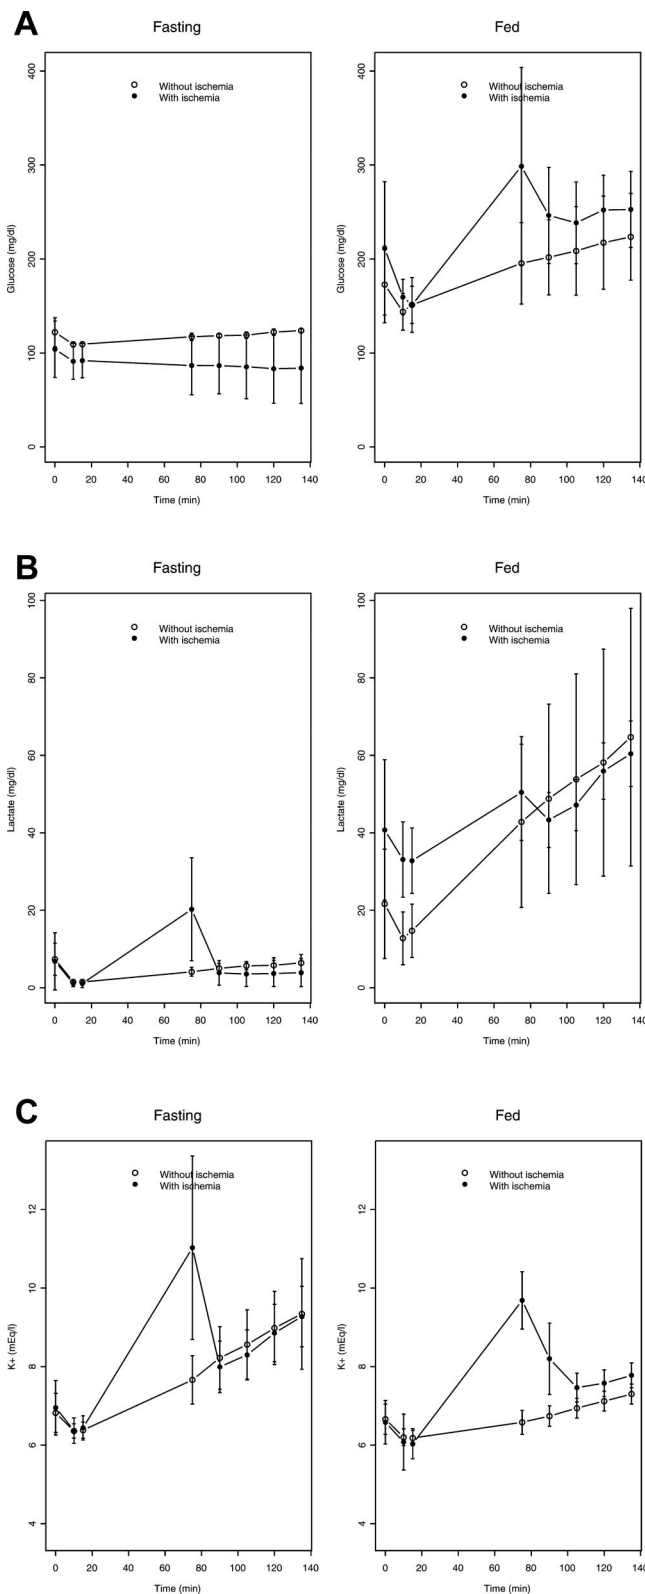 A
Fasting Fed
Without ischemia
With ischemia
Without ischemia
With ischemia
Glucose (mg/dl)
400
300
200
100
0
0 20 40 60 80 100 120 140
Time (min)
Glucose (mg/dl)
400
300
200
100
0
0 20 40 60 80 100 120 140
Time (min)
B
Fasting Fed
Without ischemia
With ischemia
Without ischemia
With ischemia
Lactate (mg/dl)
100
80
60
40
20
0
0 20 40 60 80 100 120 140
Time (min)
Lactate (mg/dl)
100
80
60
40
20
0
0 20 40 60 80 100 120 140
Time (min)
C
Fasting Fed
Without ischemia
With ischemia
Without ischemia
With ischemia
K+ (mEq/l)
12
10
8
6
4
0 20 40 60 80 100 120 140
Time (min)
K+ (mEq/l)
12
10
8
6
4
0 20 40 60 80 100 120 140
Time (min)